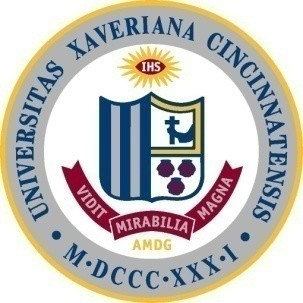 UNIVERSITAS XAVERIANA CINCINNATENSIS
IHS
VIDIT MIRABILIA MAGNA
AMDG
M·DCCC·XXX·I